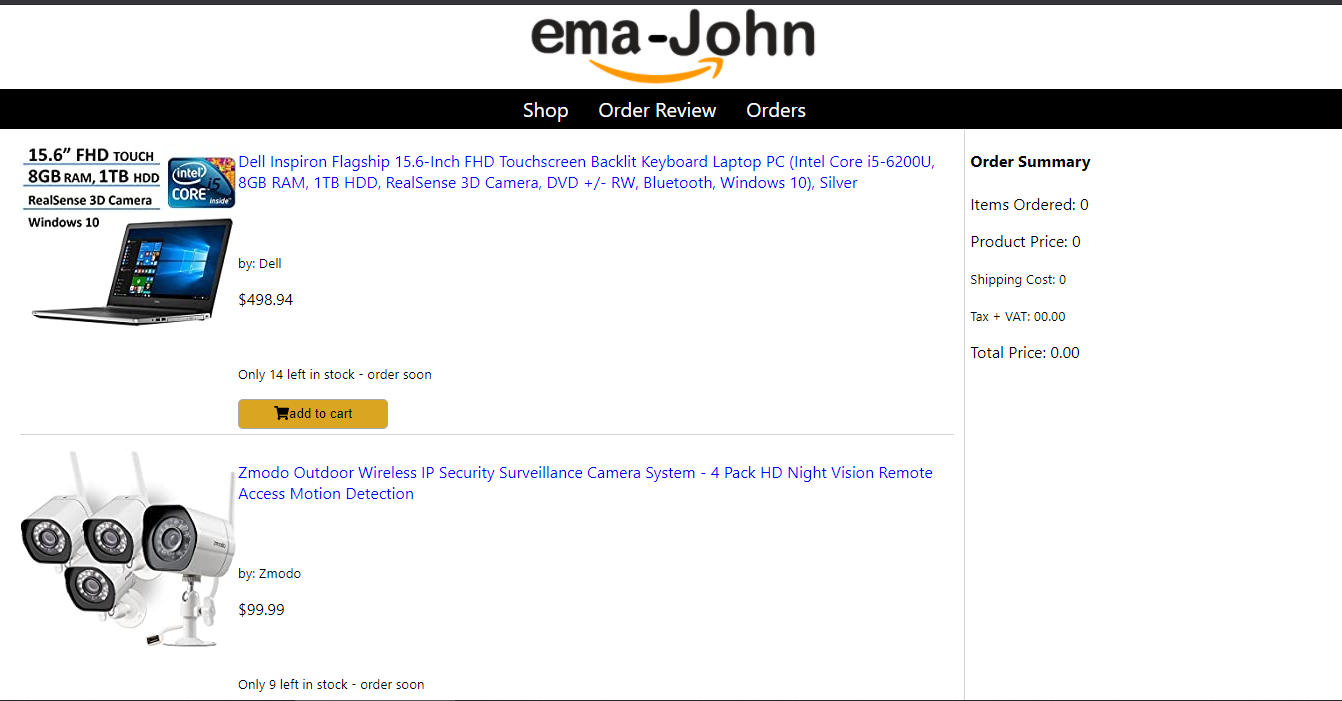 ema-John
Shop Order Review Orders
15.6” FHD TOUCH
8GB RAM, 1TB HDD
RealSense 3D Camera
Windows 10
intel
CORE i5
inside
Dell Inspiron Flagship 15.6-Inch FHD Touchscreen Backlit Keyboard Laptop PC (Intel Core i5-6200U,
8GB RAM, 1TB HDD, RealSense 3D Camera, DVD +/- RW, Bluetooth, Windows 10), Silver
by: Dell
$498.94
Only 14 left in stock - order soon
add to cart
Zmodo Outdoor Wireless IP Security Surveillance Camera System - 4 Pack HD Night Vision Remote
Access Motion Detection
zmodo
by: Zmodo
$99.99
Only 9 left in stock - order soon
Order Summary
Items Ordered: 0
Product Price: 0
Shipping Cost: 0
Tax + VAT: 00.00
Total Price: 0.00